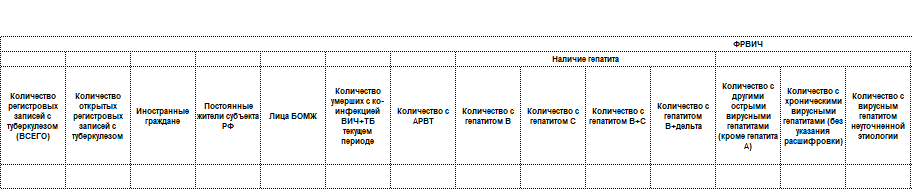 ФРВИЧ
Наличие гепатита
Количество
регистровых
записей с
туберкулезом
(ВСЕГО)
Количество
открытых
регистровых
записей с
туберкулезом
Иностранные
граждане
Постоянные
жители субъекта
РФ
Лица БОМЖ
Количество
умерших с ко-
инфекцией
ВИЧ+ТБ
текущем
периоде
Количество с
АРВТ
Количество с
гепатитом В
Количество с
гепатитом С
Количество с
гепатитом В+С
Количество с
гепатитом
В+дельта
Количество с
другими
острыми
вирусными
гепатитами
(кроме гепатита
А)
Количество с
хроническими
вирусными
гепатитами (без
указания
расшифровки)
Количество с
вирусным
гепатитом
неуточненной
этиологии